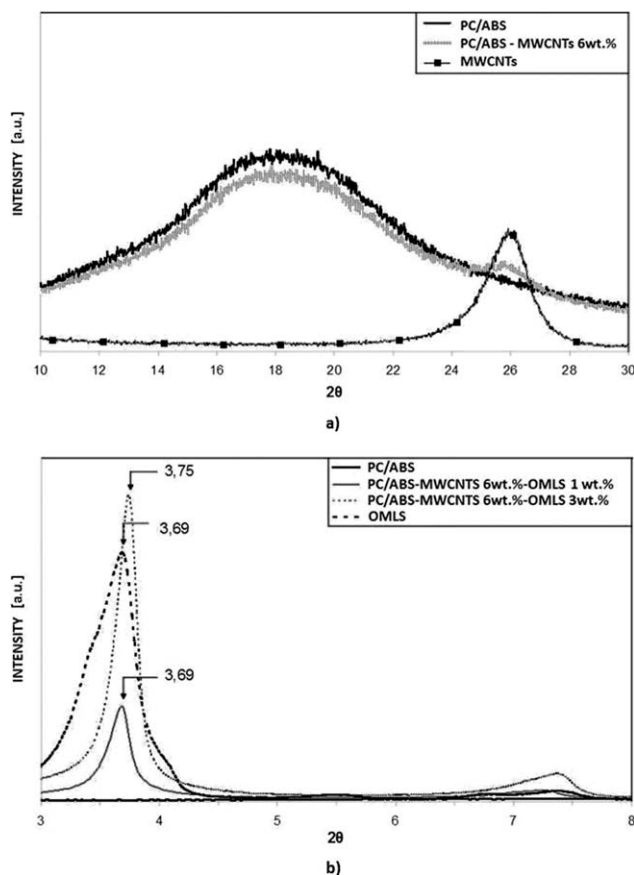 PC/ABS
PC/ABS - MWCNTs 6wt.%
MWCNTs
INTENSITY [a.u.]
10 12 14 16 18 20 22 24 26 28 30
2θ
a)
PC/ABS
PC/ABS-MWCNTS 6wt.%-OMLS 1 wt.%
PC/ABS-MWCNTS 6wt.%-OMLS 3wt.%
OMLS
3,75
3,69
3,69
INTENSITY [a.u.]
3 4 5 6 7 8
2θ
b)